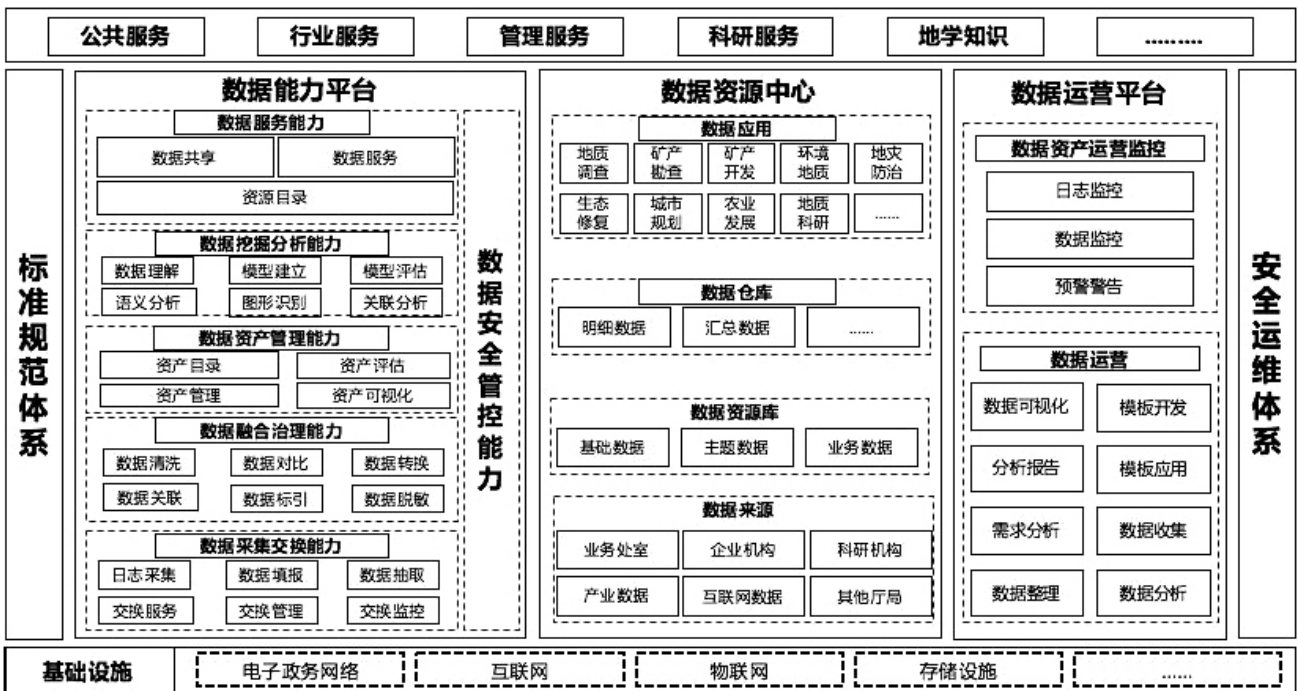 公共服务 行业服务 管理服务 科研服务 地学知识 .........
标准规范体系
数据能力平台
数据服务能力
数据共享 数据服务
资源目录
数据挖掘分析能力
数据理解 模型建立 模型评估
语义分析 图形识别 关联分析
数据资产管理能力
资产目录 资产评估
资产管理 资产可视化
数据融合治理能力
数据清洗 数据对比 数据转换
数据关联 数据标引 数据脱敏
数据采集交换能力
日志采集 数据填报 数据抽取
交换服务 交换管理 交换监控
数据安全管控能力
数据资源中心
数据应用
地质调查 矿产勘查 矿产开发 环境地质 地灾防治
生态修复 城市规划 农业发展 地质科研 ......
数据仓库
明细数据 汇总数据 ......
数据资源库
基础数据 主题数据 业务数据
数据来源
业务处室 企业机构 科研机构
产业数据 互联网数据 其他厅局
数据运营平台
数据资产运营监控
日志监控
数据监控
预警警告
数据运营
数据可视化 模板开发
分析报告 模板应用
需求分析 数据收集
数据整理 数据分析
安全运维体系
基础设施 电子政务网络 互联网 物联网 存储设施 ......